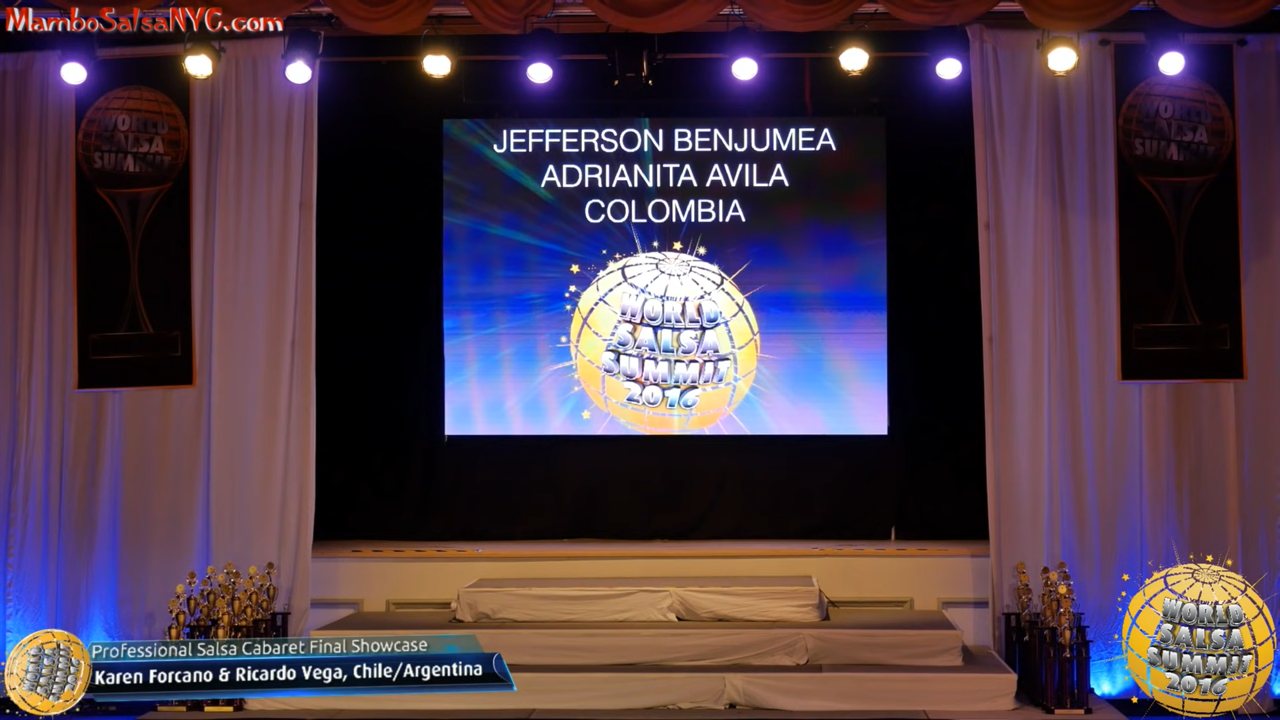 MamboSalsaNYC.com
WORLD
SALSA
SUMMIT
WORLD
SALSA
SUMMIT
JEFFERSON BENJUMEA
ADRIANITA AVILA
COLOMBIA
WORLD
SALSA
SUMMIT
2016
Professional Salsa Cabaret Final Showcase
Karen Forcano & Ricardo Vega, Chile/Argentina
WORLD
SALSA
SUMMIT
2016